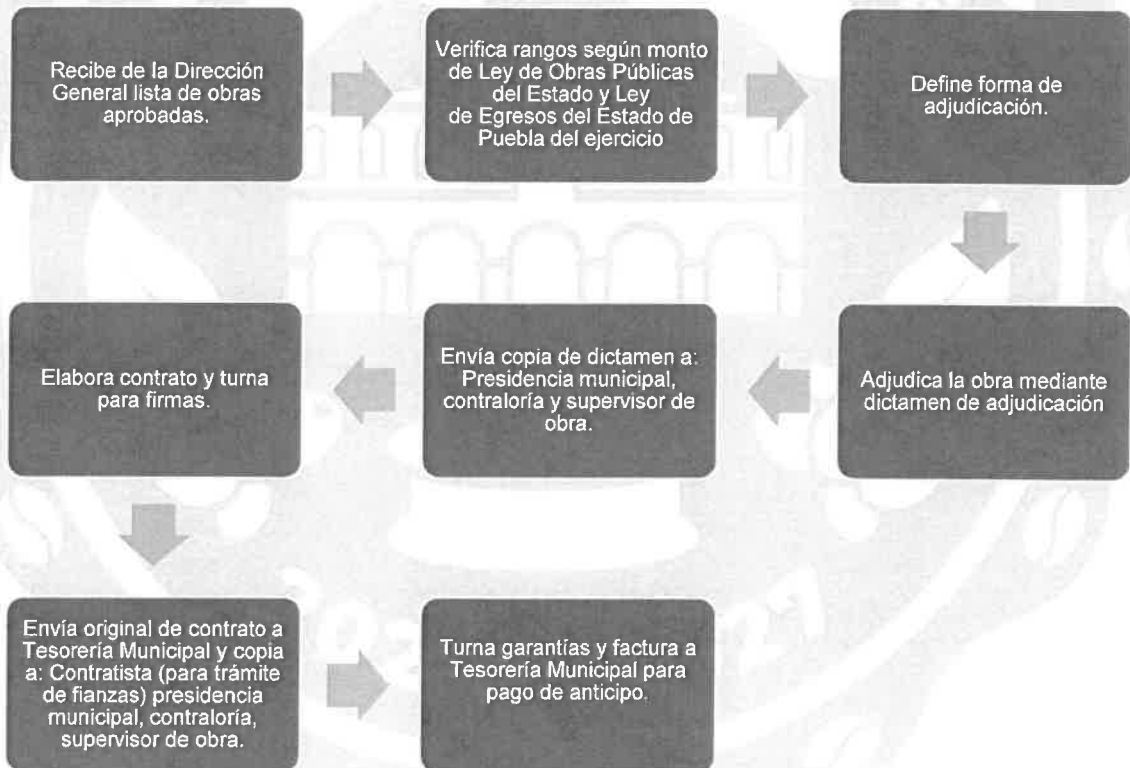 Recibe de la Dirección
General lista de obras
aprobadas.
Verifica rangos según monto
de Ley de Obras Públicas
del Estado y Ley
de Egresos del Estado de
Puebla del ejercicio
Define forma de
adjudicación.
Adjudica la obra mediante
dictamen de adjudicación
Envía copia de dictamen a:
Presidencia municipal,
contraloría y supervisor de
obra.
Elabora contrato y turna
para firmas.
Envía original de contrato a
Tesorería Municipal y copia
a: Contratista (para trámite
de fianzas) presidencia
municipal, contraloría,
supervisor de obra.
Turna garantías y factura a
Tesorería Municipal para
pago de anticipo.